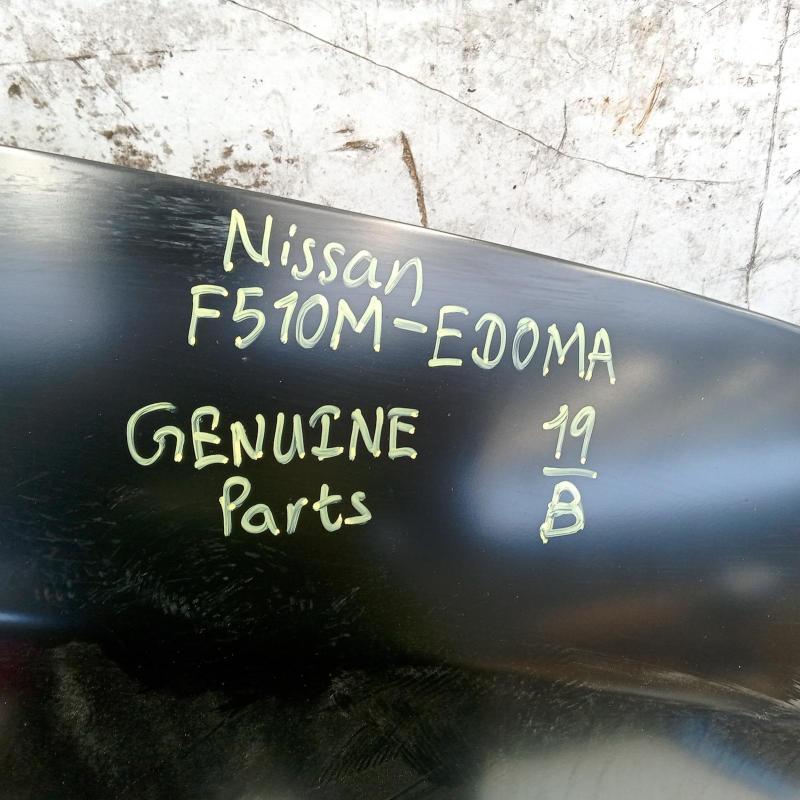 Nissan
F510M-EDOMA
GENUINE
Parts
19
B